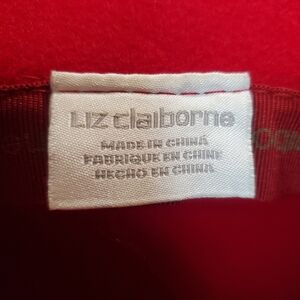 Liz claiborne
MADE IN CHINA
FABRIQUE EN CHINE
HECHO EN CHINA